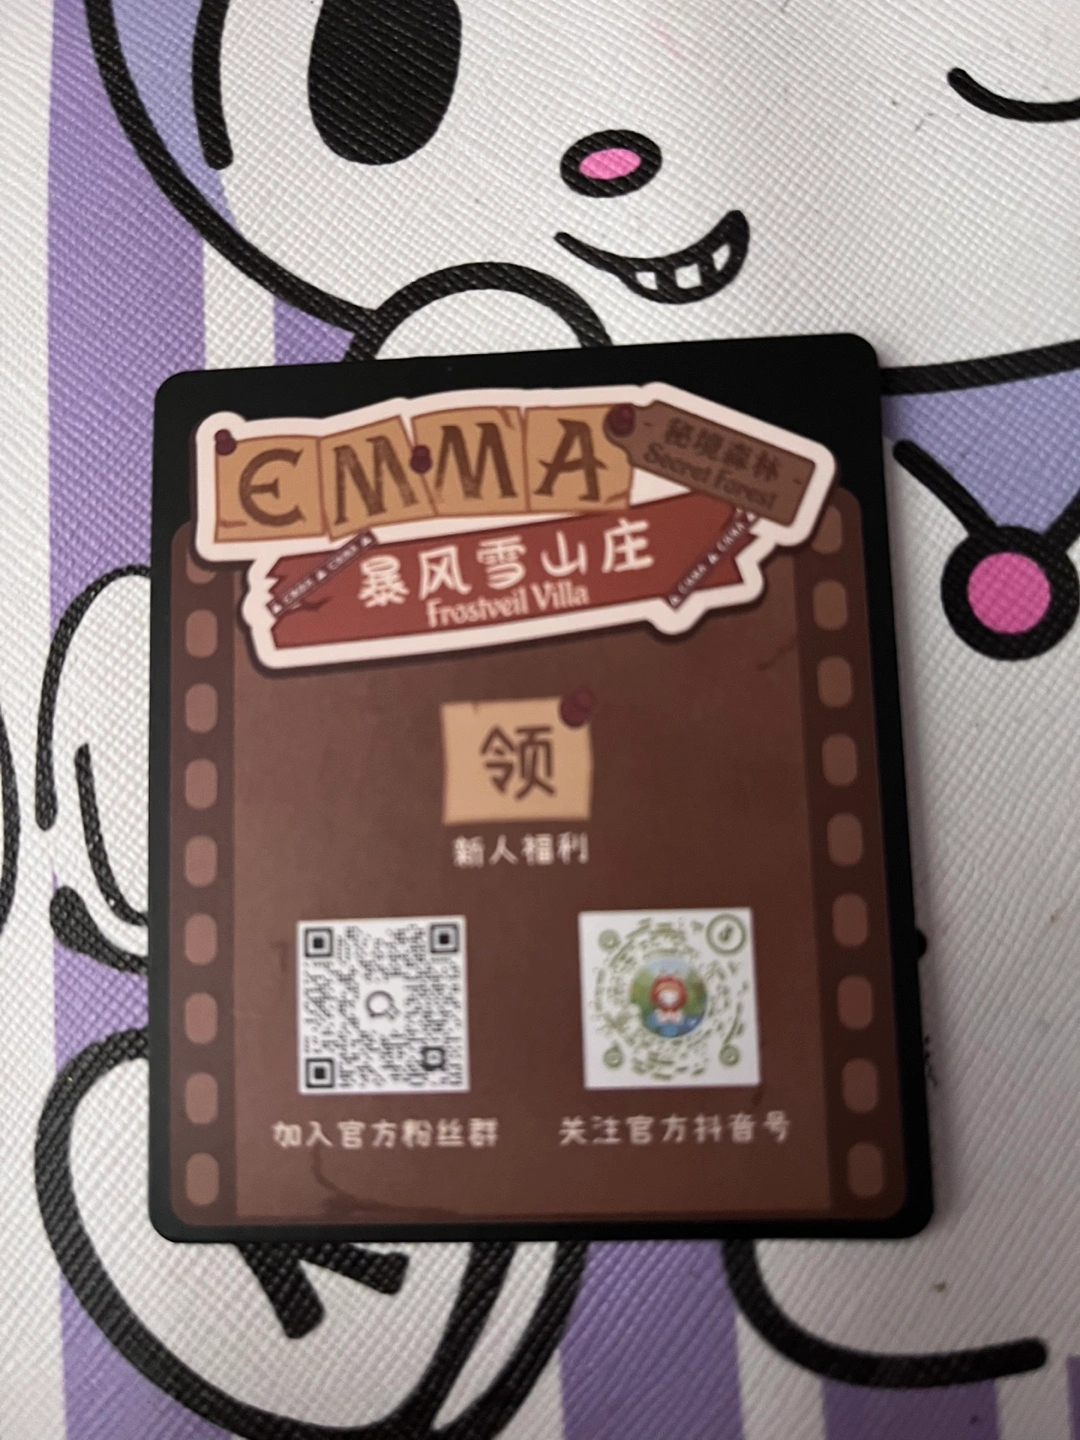 EMMA
秘境森林
Secret Forest
暴风雪山庄
Frostveil Villa
领
新人福利
加入官方粉丝群
关注官方抖音号